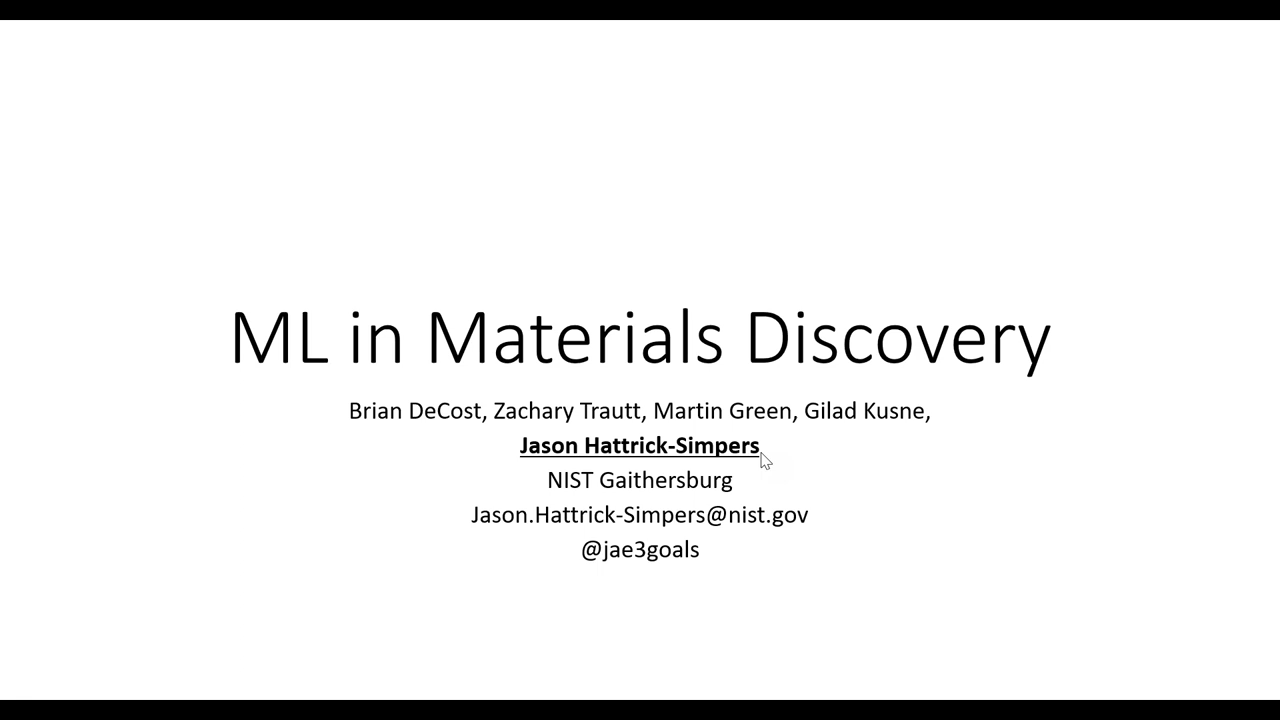 ML in Materials Discovery
Brian DeCost, Zachary Trautt, Martin Green, Gilad Kusne,
Jason Hattrick-Simpers
NIST Gaithersburg
Jason.Hattrick-Simpers@nist.gov
@jae3goals